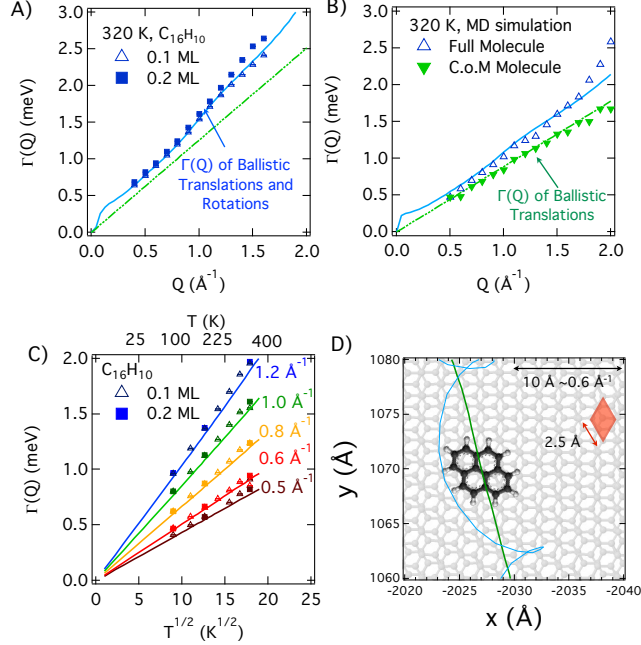 A)
320 K, C16H10
0.1 ML
0.2 ML
Γ(Q) of Ballistic
Translations and
Rotations
Γ(Q) (meV)
3.0
2.5
2.0
1.5
1.0
0.5
0.0
0.0 0.5 1.0 1.5 2.0
Q (Å-1)
B)
320 K, MD simulation
Full Molecule
C.o.M Molecule
Γ(Q) of Ballistic
Translations
Γ(Q) (meV)
3.0
2.5
2.0
1.5
1.0
0.5
0.0
0.0 0.5 1.0 1.5 2.0
Q (Å-1)
C)
T (K)
25 100 225 400
C16H10
0.1 ML
0.2 ML
1.2 Å-1
1.0 Å-1
0.8 Å-1
0.6 Å-1
0.5 Å-1
Γ(Q) (meV)
2.0
1.5
1.0
0.5
0.0
0 5 10 15 20 25
T1/2 (K1/2)
D)
1080
1075
1070
1065
1060
y (Å)
10 Å ~0.6 Å-1
2.5 Å
-2020 -2025 -2030 -2035 -2040
x (Å)